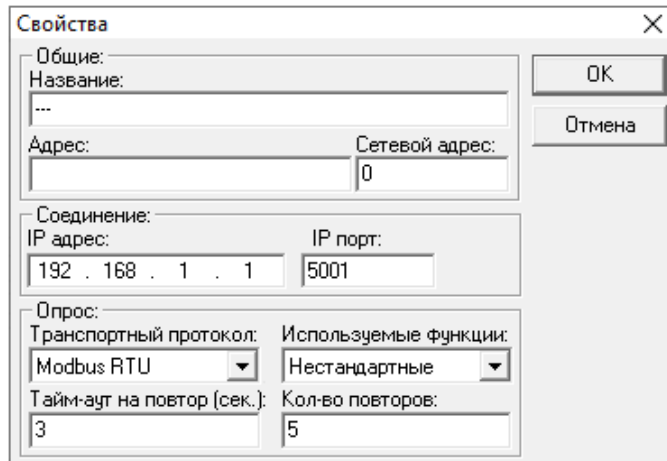 Свойства
Общие:
Название:
---
OK
Отмена
Адрес: Сетевой адрес:
0
Соединение:
IP адрес: IP порт:
192 . 168 . 1 . 1 5001
Опрос:
Транспортный протокол: Используемые функции:
Modbus RTU Нестандартные
Тайм-аут на повтор (сек.): Кол-во повторов:
3 5